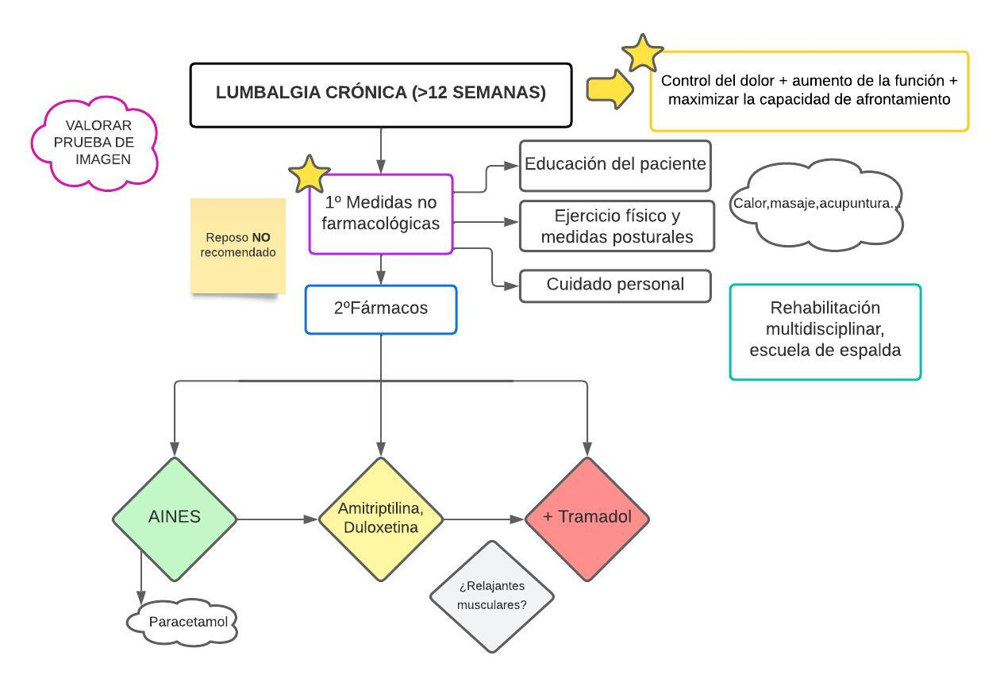 LUMBALGIA CRÓNICA (>12 SEMANAS)
Control del dolor + aumento de la función +
maximizar la capacidad de afrontamiento
VALORAR
PRUEBA DE
IMAGEN
1º Medidas no
farmacológicas
Educación del paciente
Ejercicio físico y
medidas posturales
Cuidado personal
Calor,masaje,acupuntura...
Reposo NO
recomendado
2ºFármacos
Rehabilitación
multidisciplinar,
escuela de espalda
AINES
Amitriptilina,
Duloxetina
+ Tramadol
¿Relajantes
musculares?
Paracetamol